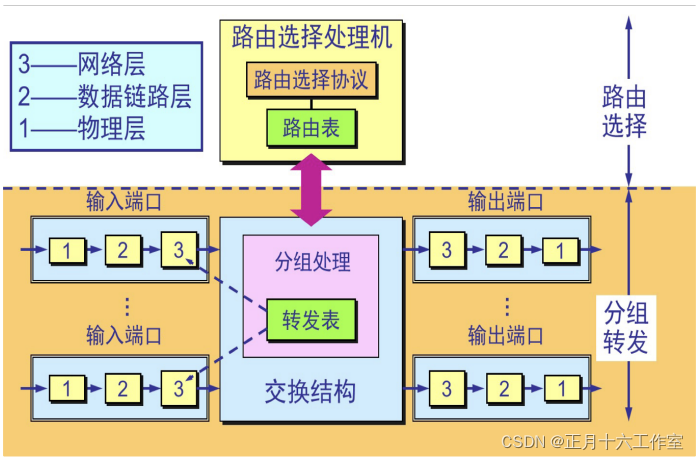 路由选择处理机
3——网络层
2——数据链路层
1——物理层
路由选择协议
路由表
路由
选择
输入端口
输出端口
1 2 3
3 2 1
分组处理
转发表
交换结构
⋮
⋮
输入端口
输出端口
1 2 3
3 2 1
分组
转发
CSDN @正月十六工作室